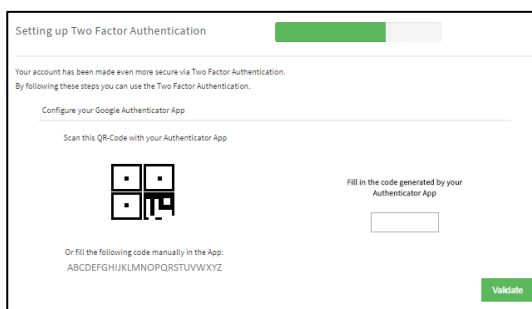 Setting up Two Factor Authentication
Your account has been made even more secure via Two Factor Authentication.
By following these steps you can use the Two Factor Authentication.
Configure your Google Authenticator App
Scan this QR-Code with your Authenticator App
Fill in the code generated by your
Authenticator App
Or fill the following code manually in the App:
ABCDEFGHIJKLMNOPQRSTUVWXYZ
Validate